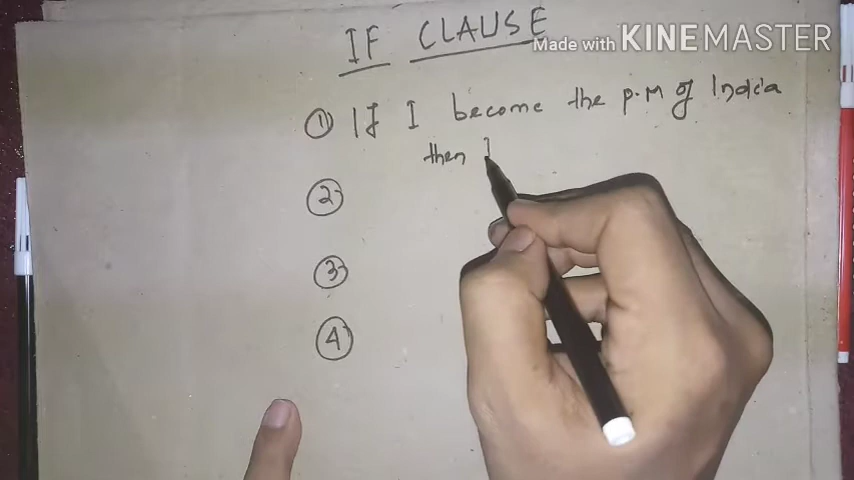 IF CLAUSE
Made with KINEMASTER
① If I become the P.M of India
then I
②
③
④